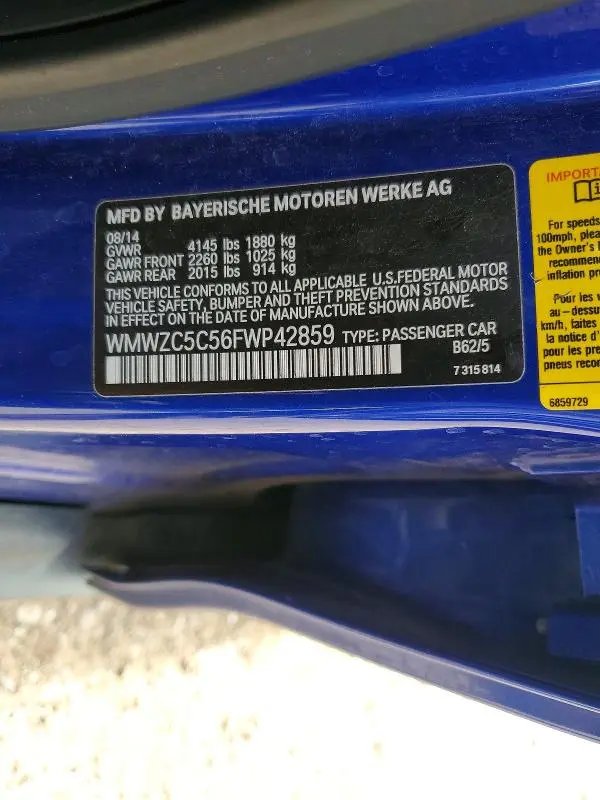 MFD BY BAYERISCHE MOTOREN WERKE AG
08/14
GVWR 4145 lbs 1880 kg
GAWR FRONT 2260 lbs 1025 kg
GAWR REAR 2015 lbs 914 kg
THIS VEHICLE CONFORMS TO ALL APPLICABLE U.S.FEDERAL MOTOR
VEHICLE SAFETY, BUMPER AND THEFT PREVENTION STANDARDS
IN EFFECT ON THE DATE OF MANUFACTURE SHOWN ABOVE.
WMWZC5C56FWP42859 TYPE: PASSENGER CAR
B62/5
7 315 814
For speeds
100mph, plea
the Owner's
recommen
inflation pr
Pour les v
au-dessu
km/h, faites
la notice d'
pour les p
pneus recor
6859729